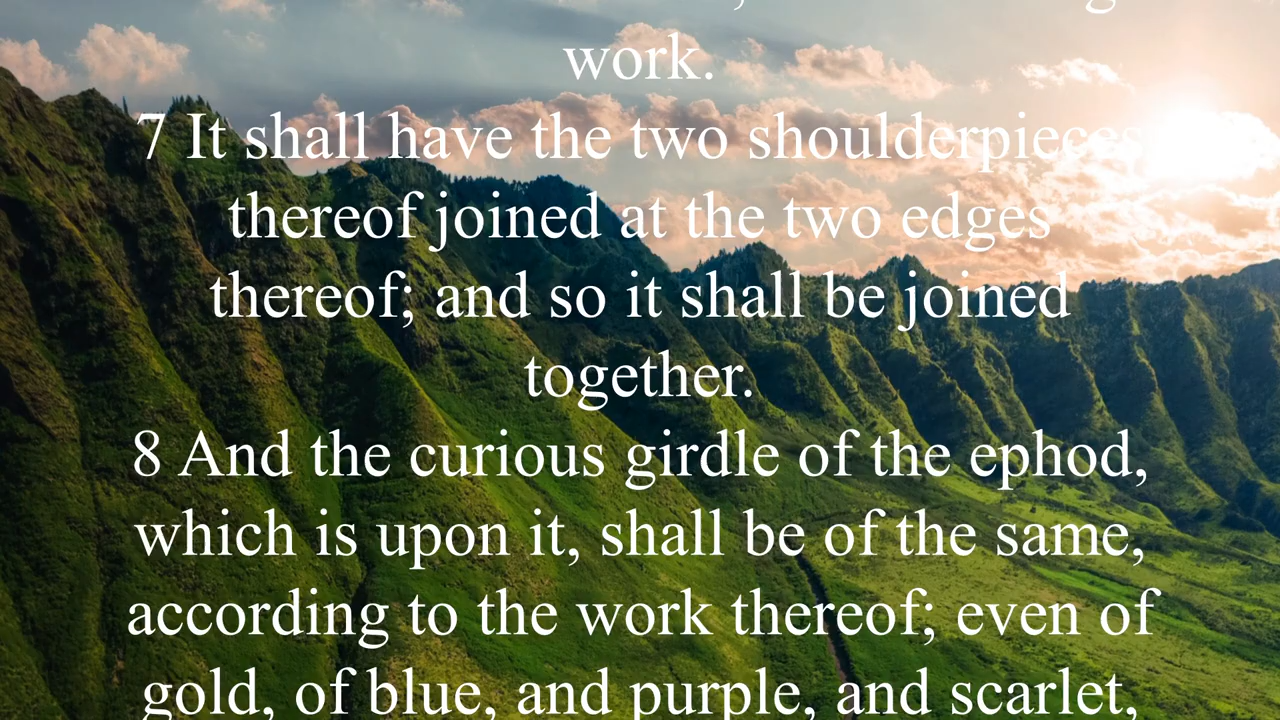 work.
7 It shall have the two shoulderpieces
thereof joined at the two edges
thereof; and so it shall be joined
together.
8 And the curious girdle of the ephod,
which is upon it, shall be of the same,
according to the work thereof; even of
gold, of blue, and purple, and scarlet,